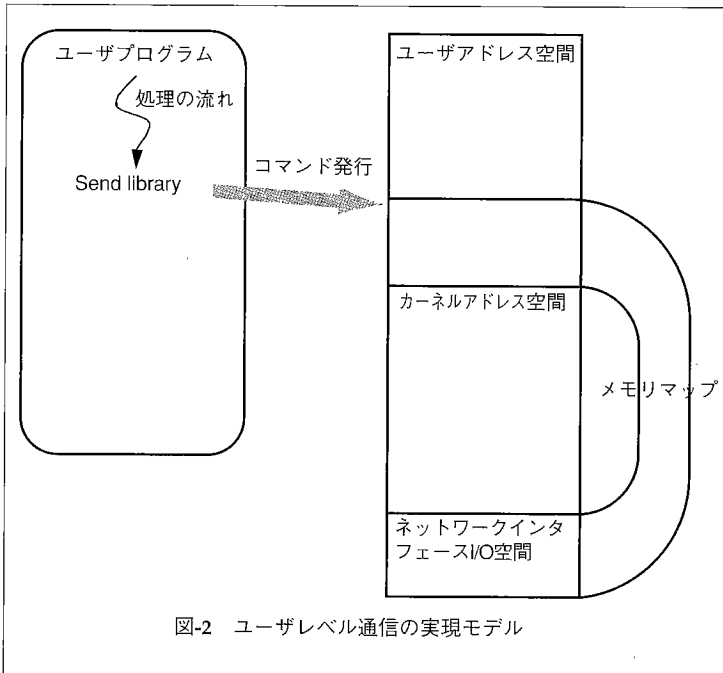 ユーザプログラム
処理の流れ
Send library
コマンド発行
ユーザアドレス空間
カーネルアドレス空間
メモリマップ
ネットワークインタ
フェースI/O空間
図-2 ユーザレベル通信の実現モデル